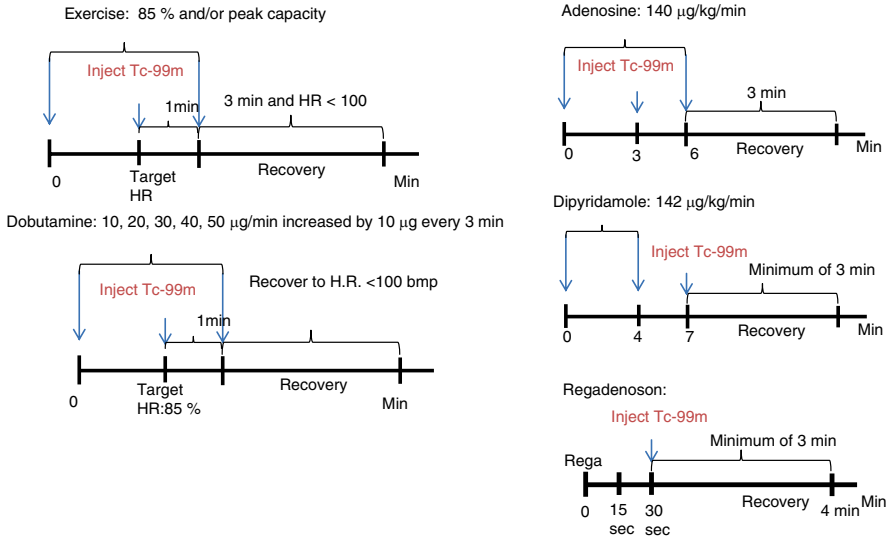 Exercise: 85 % and/or peak capacity
Inject Tc-99m
1min
3 min and HR < 100
0
Target
HR
Recovery
Min
Dobutamine: 10, 20, 30, 40, 50 μg/min increased by 10 μg every 3 min
Inject Tc-99m
Recover to H.R. <100 bmp
1min
0
Target
HR:85 %
Recovery
Min
Adenosine: 140 μg/kg/min
Inject Tc-99m
3 min
0
3
6
Recovery
Min
Dipyridamole: 142 μg/kg/min
Inject Tc-99m
Minimum of 3 min
0
4
7
Recovery
Min
Regadenoson:
Inject Tc-99m
Minimum of 3 min
Rega
0
15
sec
30
sec
Recovery
4 min
Min